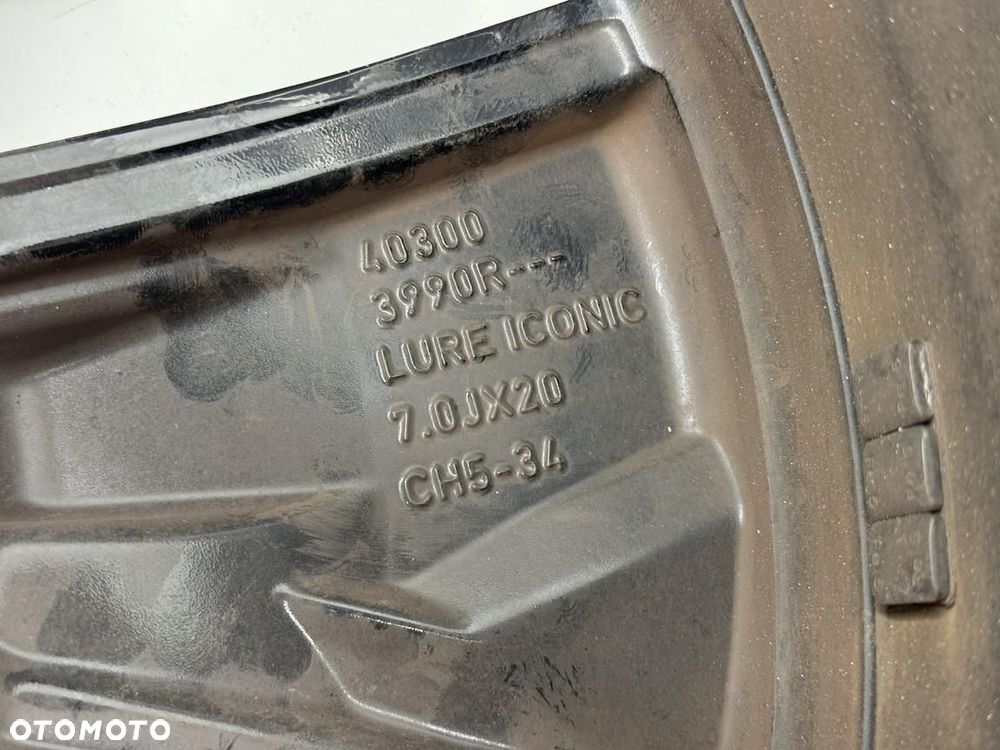 40300
3990R---
LURE ICONIC
7.0JX20
CH5-34
OTOMOTO